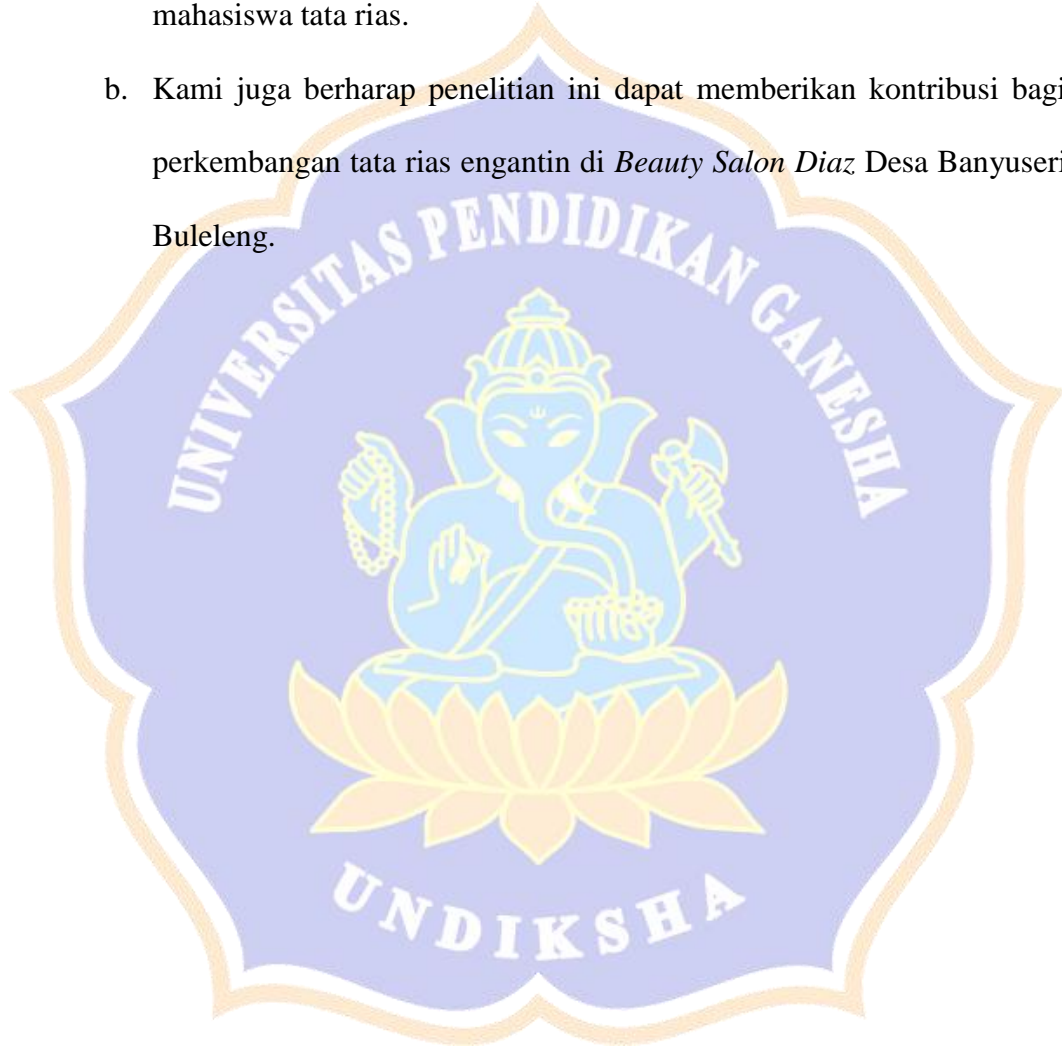 mahasiswa tata rias.
b. Kami juga berharap penelitian ini dapat memberikan kontribusi bagi
perkembangan tata rias engantin di Beauty Salon Diaz Desa Banyuseri
Buleleng.
UNIVERSITAS PENDIDIKAN GANESHA
UNDIKSHA